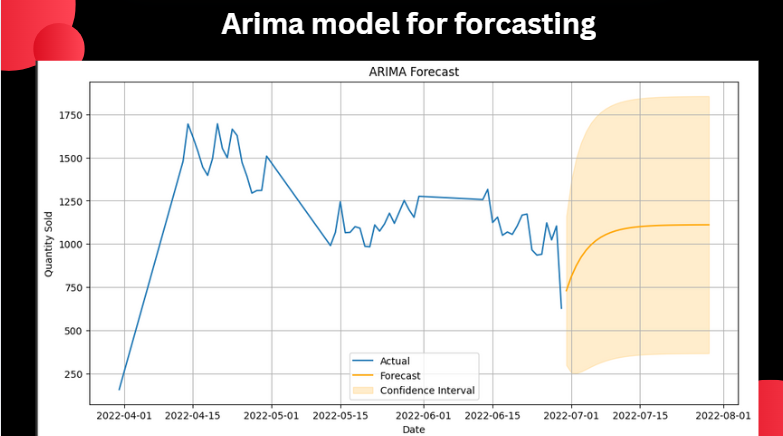 Arima model for forcasting
ARIMA Forecast
1750
1500
1250
1000
750
500
250
Quantity Sold
Actual
Forecast
Confidence Interval
2022-04-01 2022-04-15 2022-05-01 2022-05-15 2022-06-01 2022-06-15 2022-07-01 2022-07-15 2022-08-01
Date